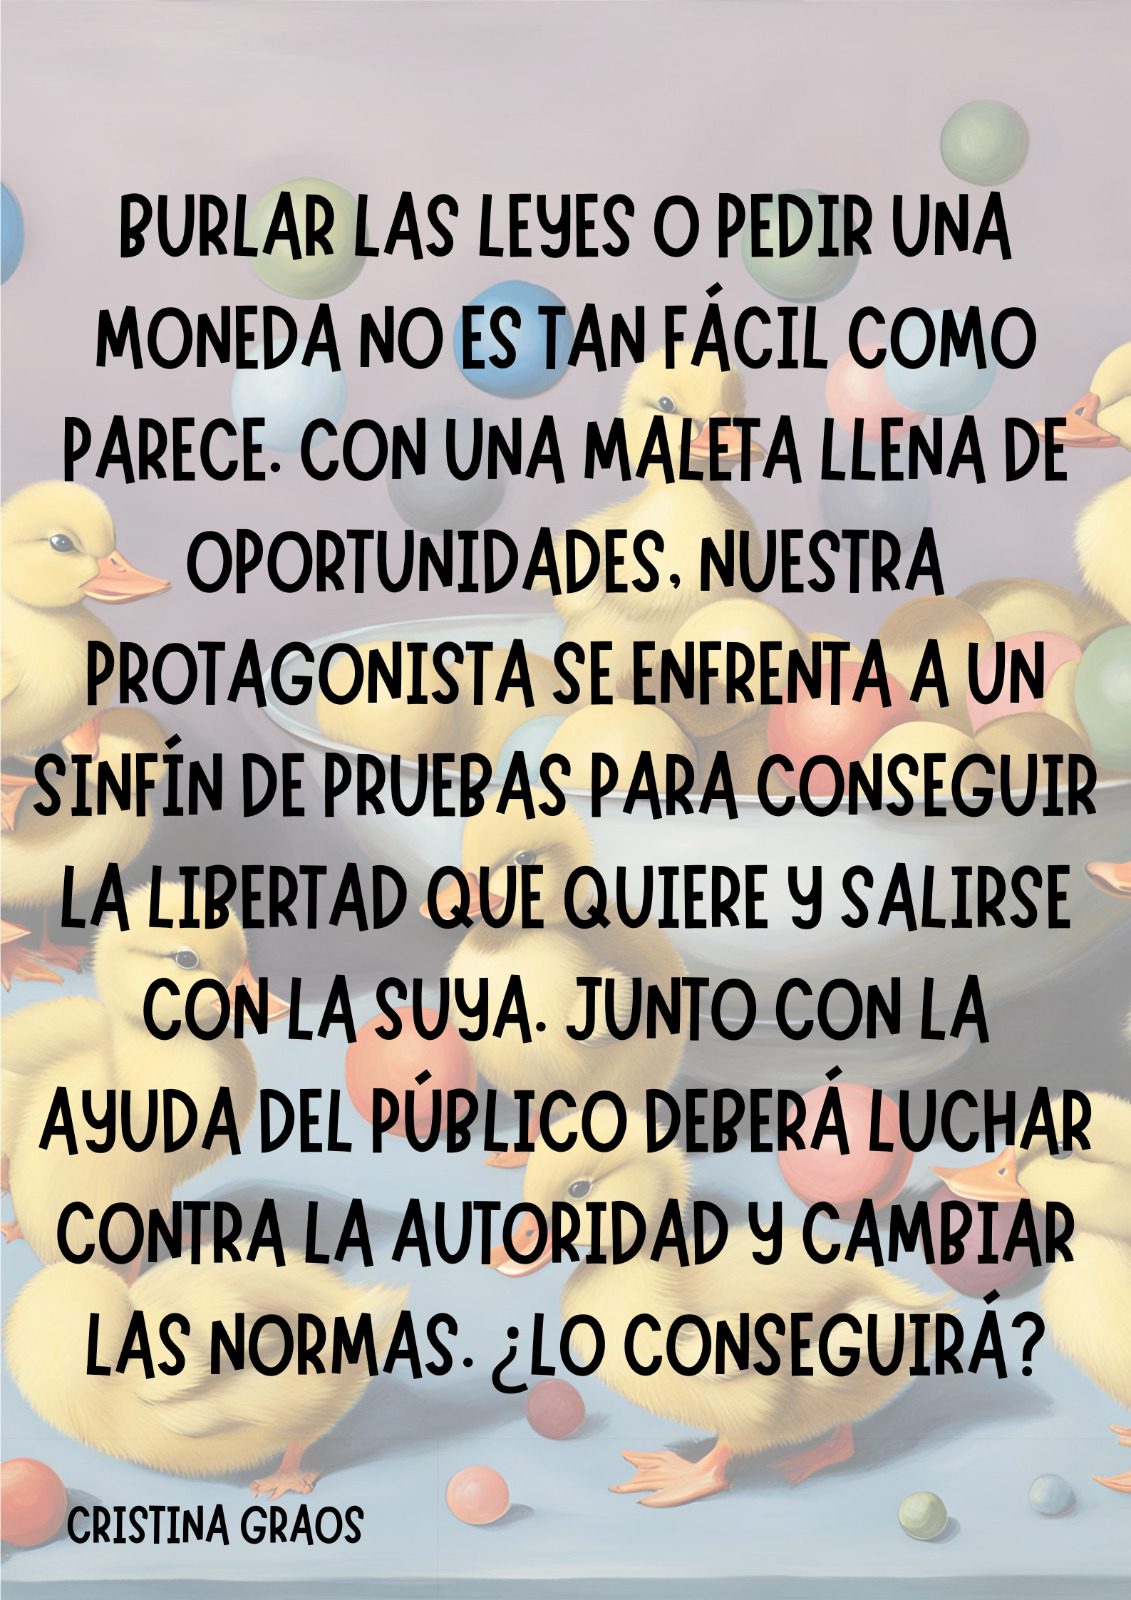 BURLAR LAS LEYES O PEDIR UNA
MONEDA NO ES TAN FÁCIL COMO
PARECE. CON UNA MALETA LLENA DE
OPORTUNIDADES, NUESTRA
PROTAGONISTA SE ENFRENTA A UN
SINFÍN DE PRUEBAS PARA CONSEGUIR
LA LIBERTAD QUE QUIERE Y SALIRSE
CON LA SUYA. JUNTO CON LA
AYUDA DEL PÚBLICO DEBERÁ LUCHAR
CONTRA LA AUTORIDAD Y CAMBIAR
LAS NORMAS. ¿LO CONSEGUIRÁ?
CRISTINA GRAOS